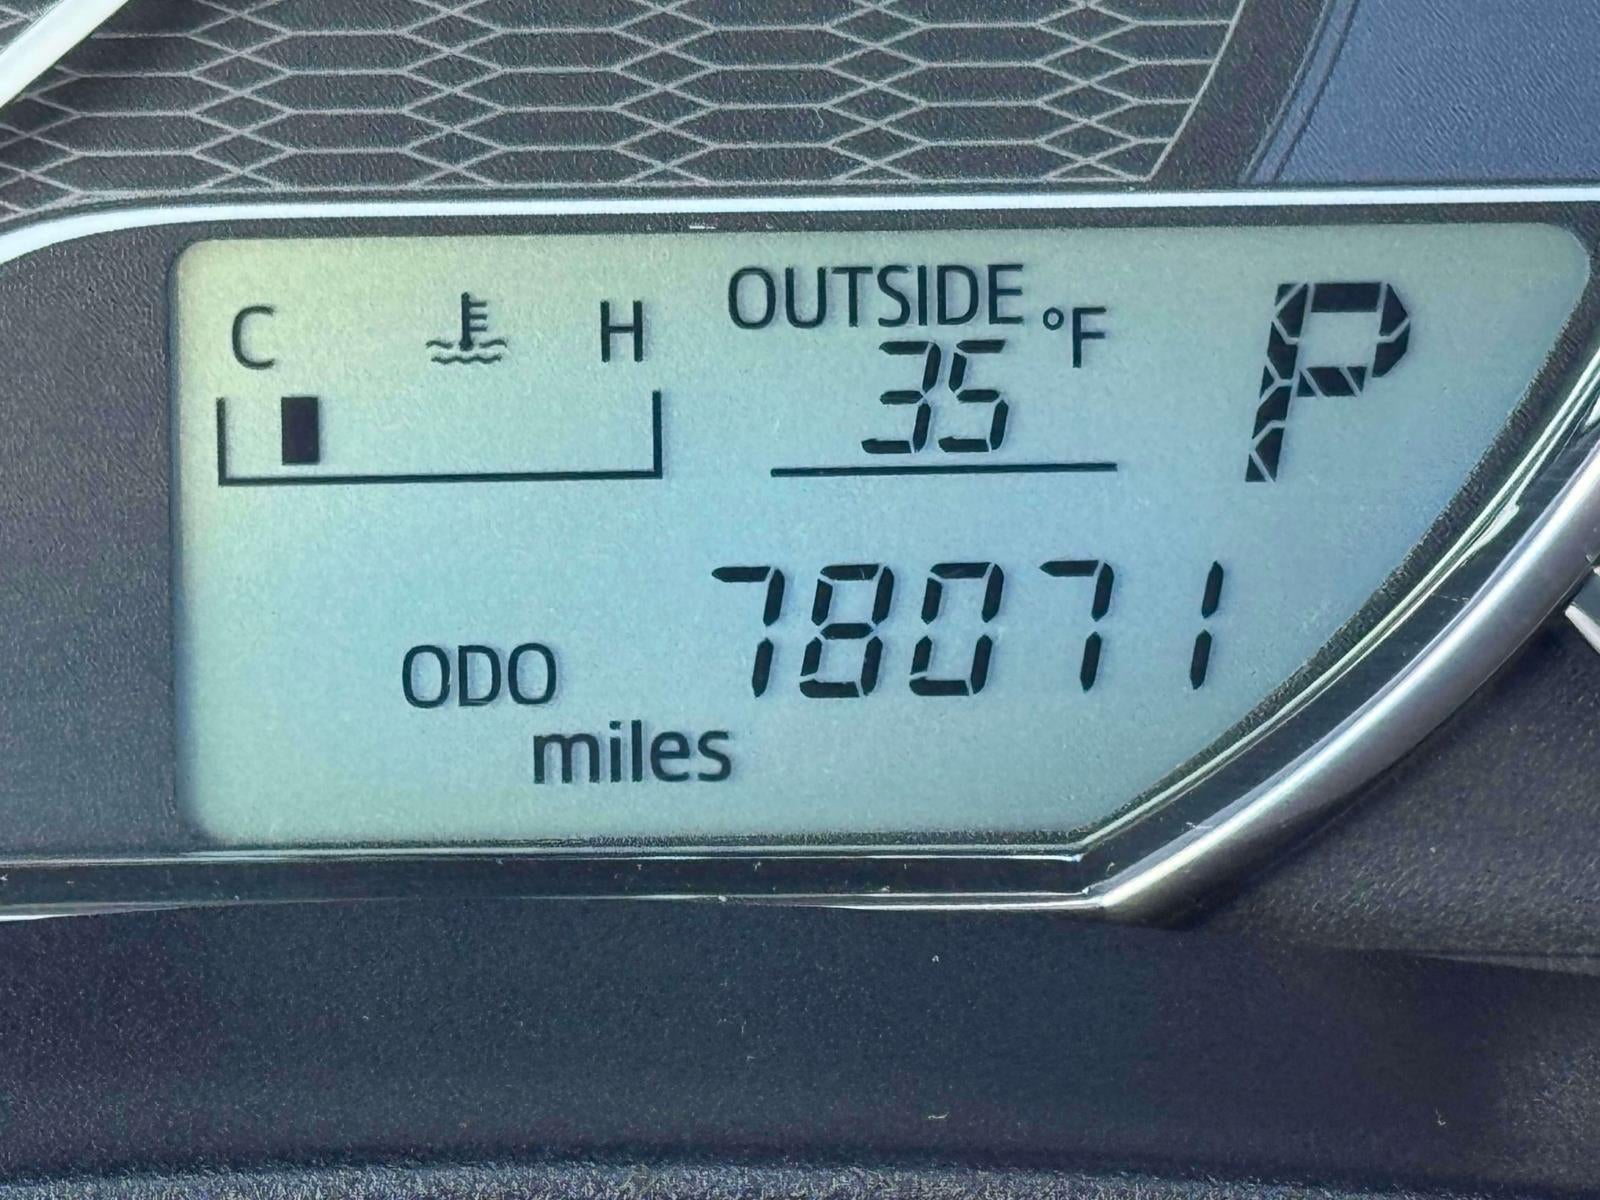 C H
OUTSIDE °F
35
P
ODO 78071
miles